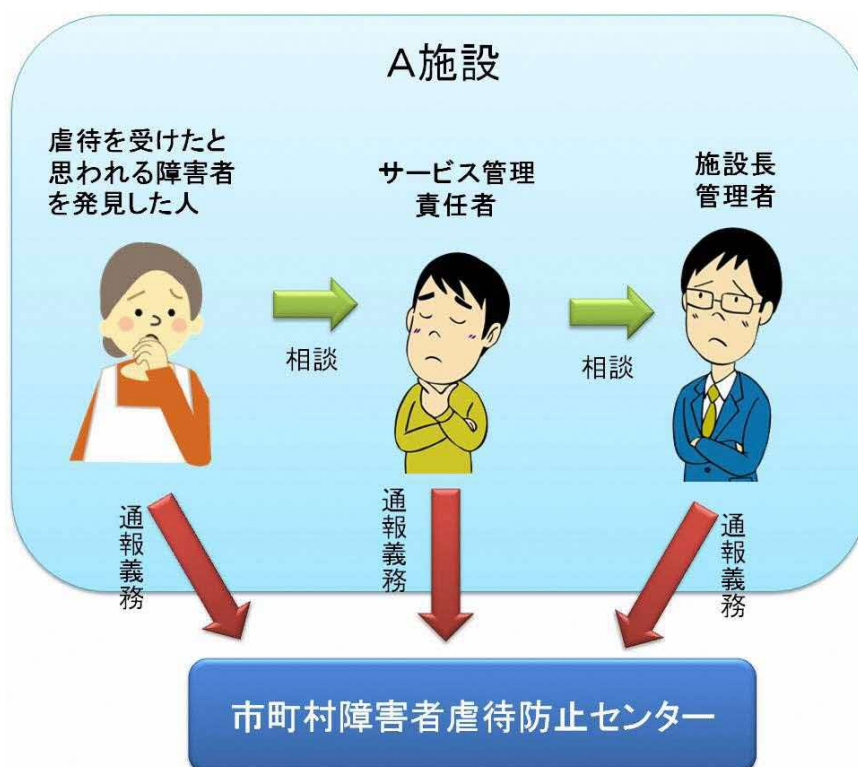 A施設
虐待を受けたと
思われる障害者
を発見した人
サービス管理
責任者
施設長
管理者
相談
相談
通報義務
通報義務
通報義務
市町村障害者虐待防止センター